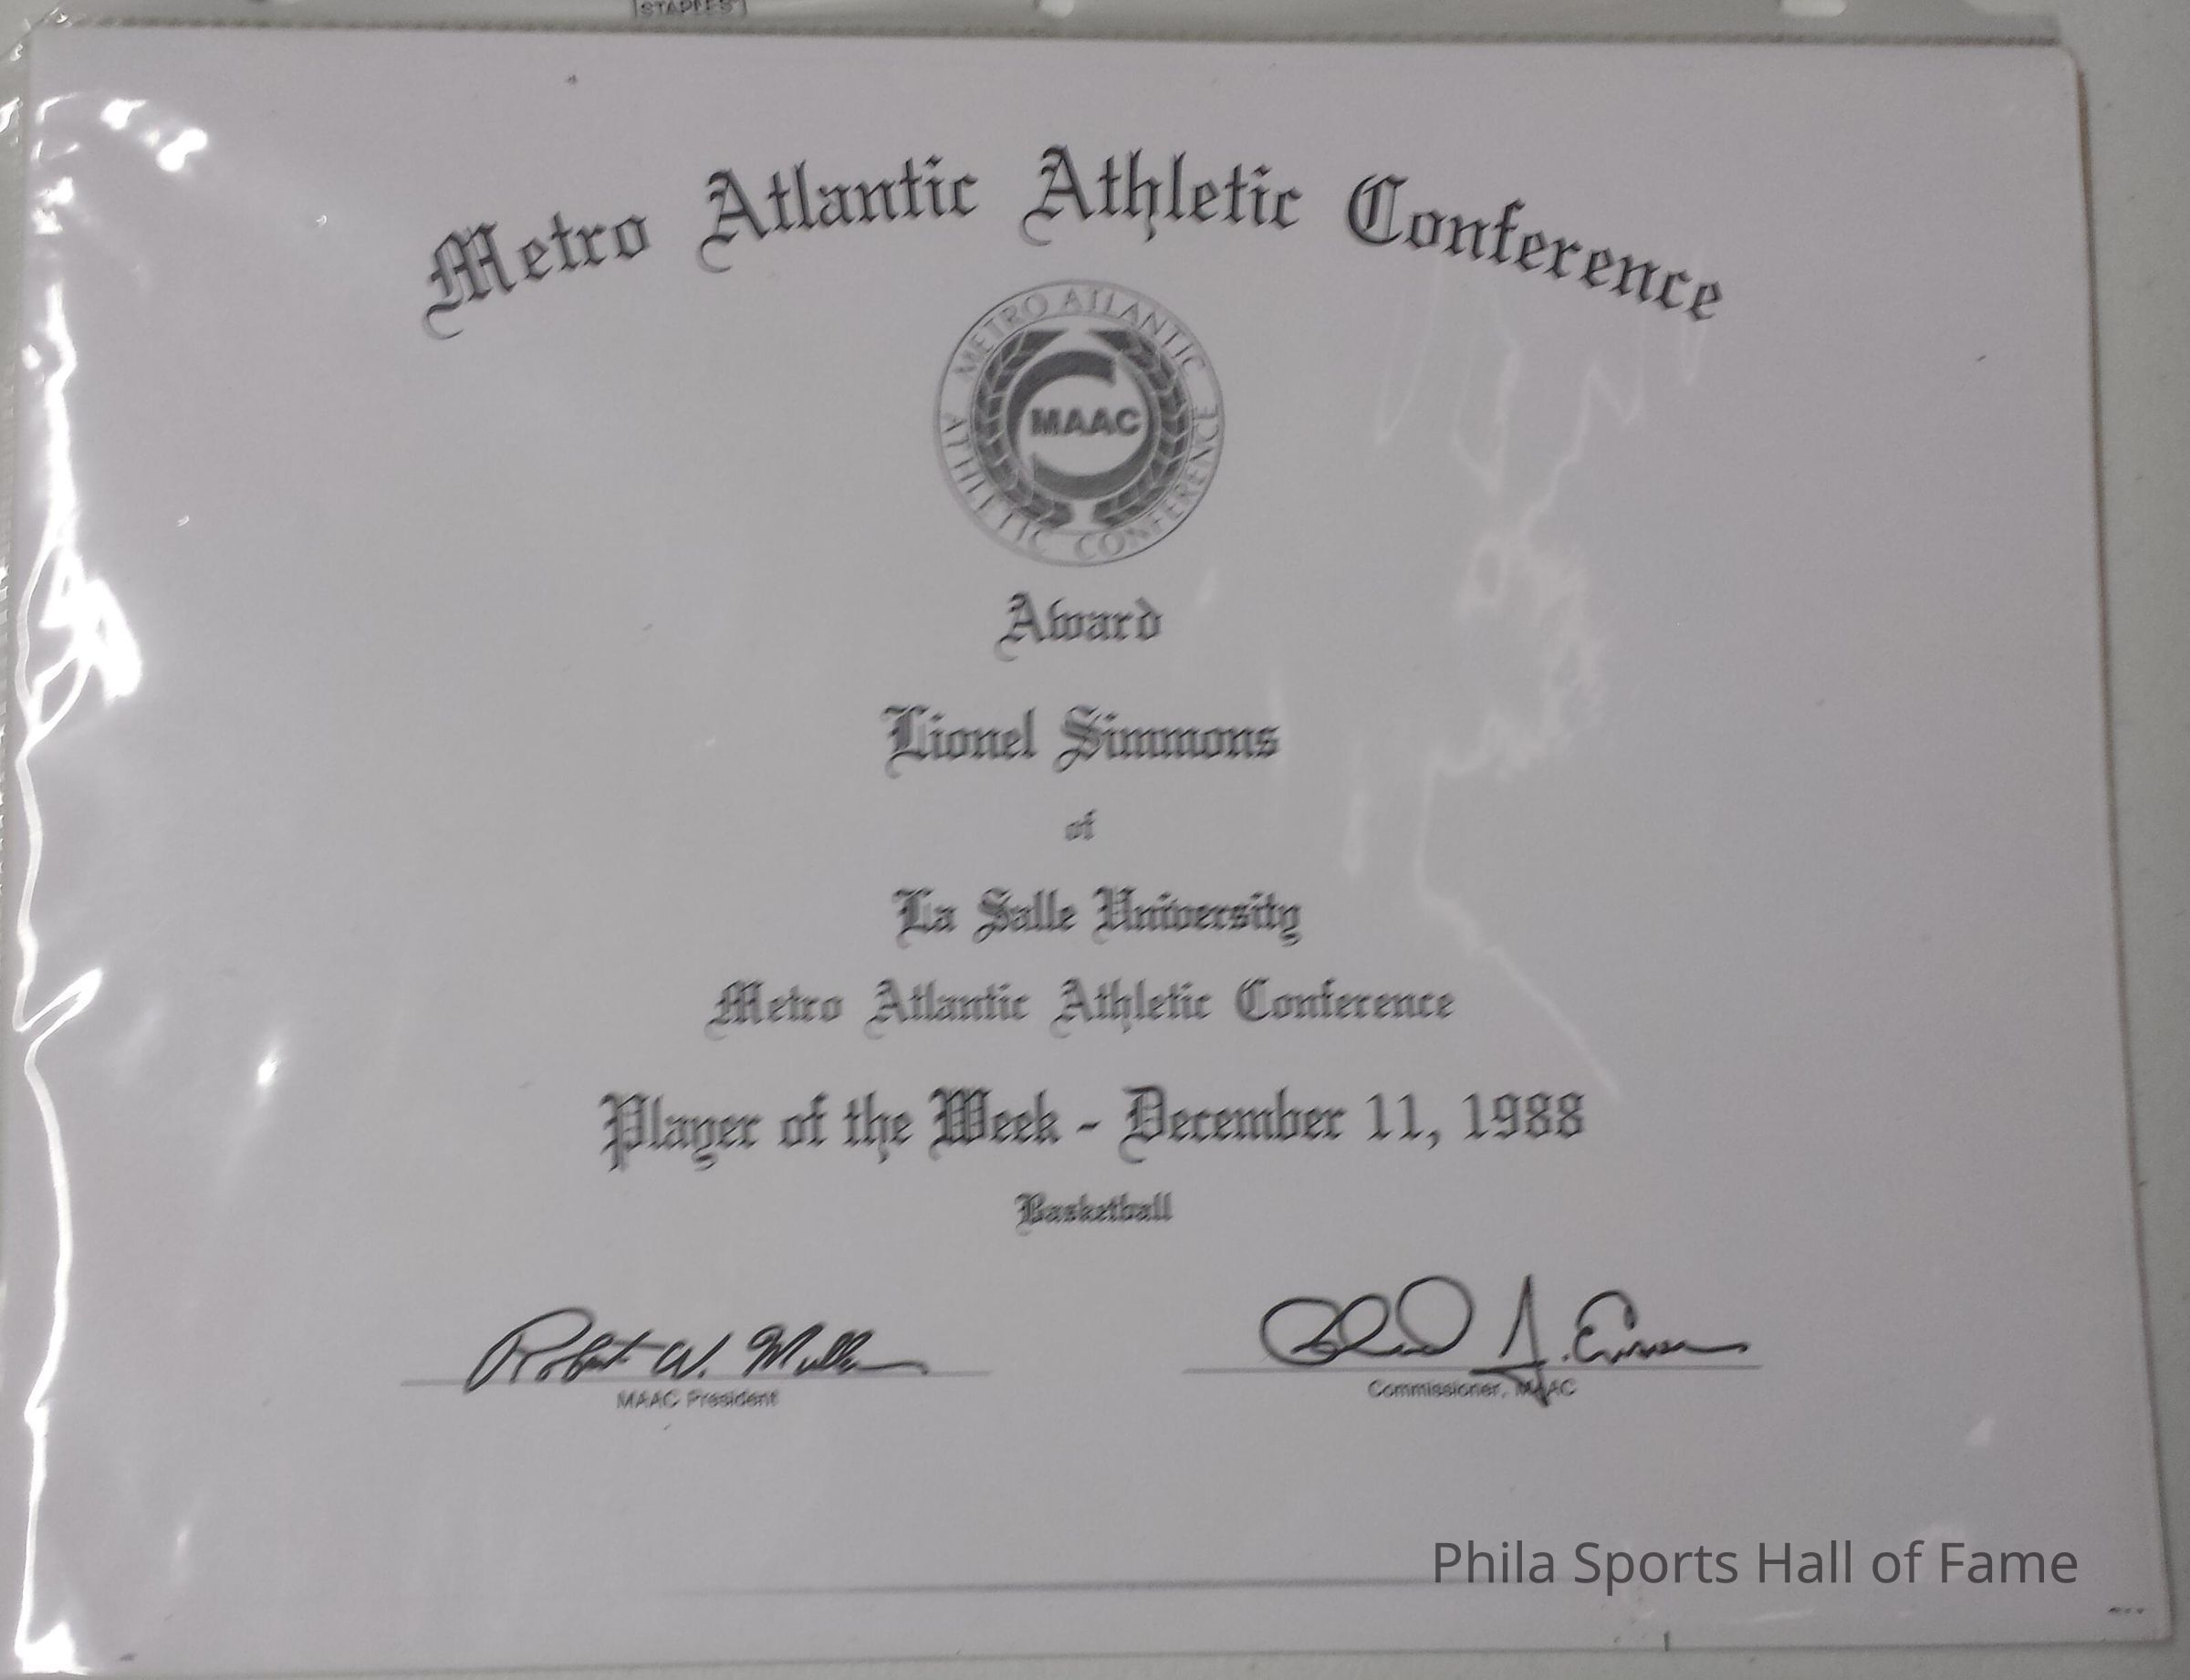 STAPLES
Metro Atlantic Athletic Conference
METRO ATLANTIC
MAAC
ATHLETIC CONFERENCE
Award
Lionel Simmons
of
La Salle University
Metro Atlantic Athletic Conference
Player of the Week - December 11, 1988
Basketball
Robert W.
MAAC President
Commissioner, MAAC
Phila Sports Hall of Fame